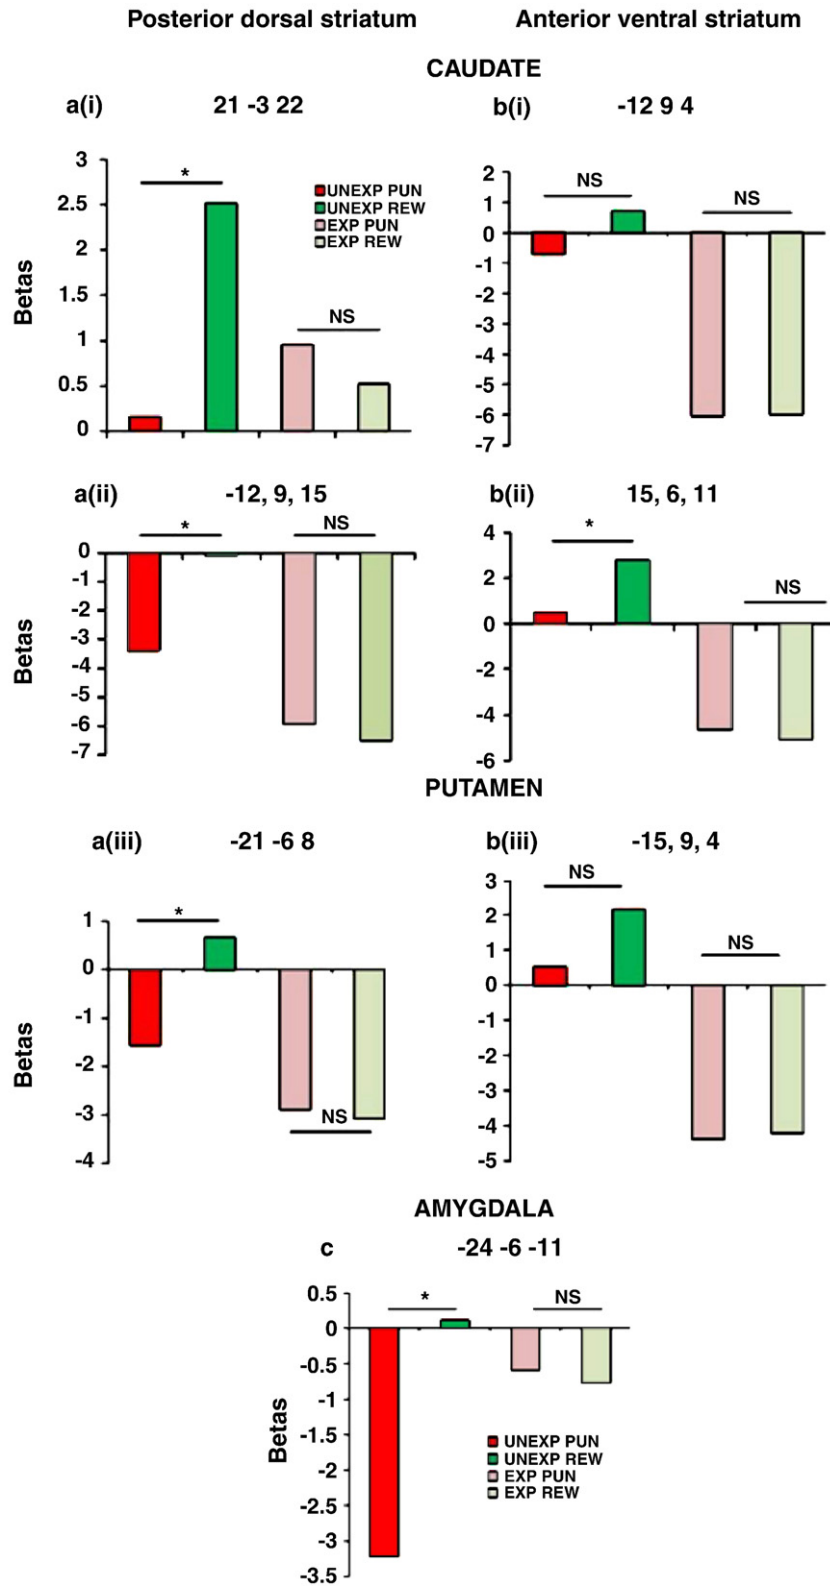 Posterior dorsal striatum
Anterior ventral striatum
CAUDATE
a(i) 21 -3 22
b(i) -12 9 4
3
2.5
2
1.5
1
0.5
0
Betas
*
NS
UNEXP PUN
UNEXP REW
EXP PUN
EXP REW
2
1
0
-1
-2
-3
-4
-5
-6
-7
NS
NS
a(ii) -12, 9, 15
b(ii) 15, 6, 11
0
-1
-2
-3
-4
-5
-6
-7
Betas
*
NS
4
2
0
-2
-4
-6
*
NS
PUTAMEN
a(iii) -21 -6 8
b(iii) -15, 9, 4
1
0
-1
-2
-3
-4
Betas
*
NS
3
2
1
0
-1
-2
-3
-4
-5
NS
NS
AMYGDALA
c -24 -6 -11
0.5
0
-0.5
-1
-1.5
-2
-2.5
-3
-3.5
Betas
*
NS
UNEXP PUN
UNEXP REW
EXP PUN
EXP REW